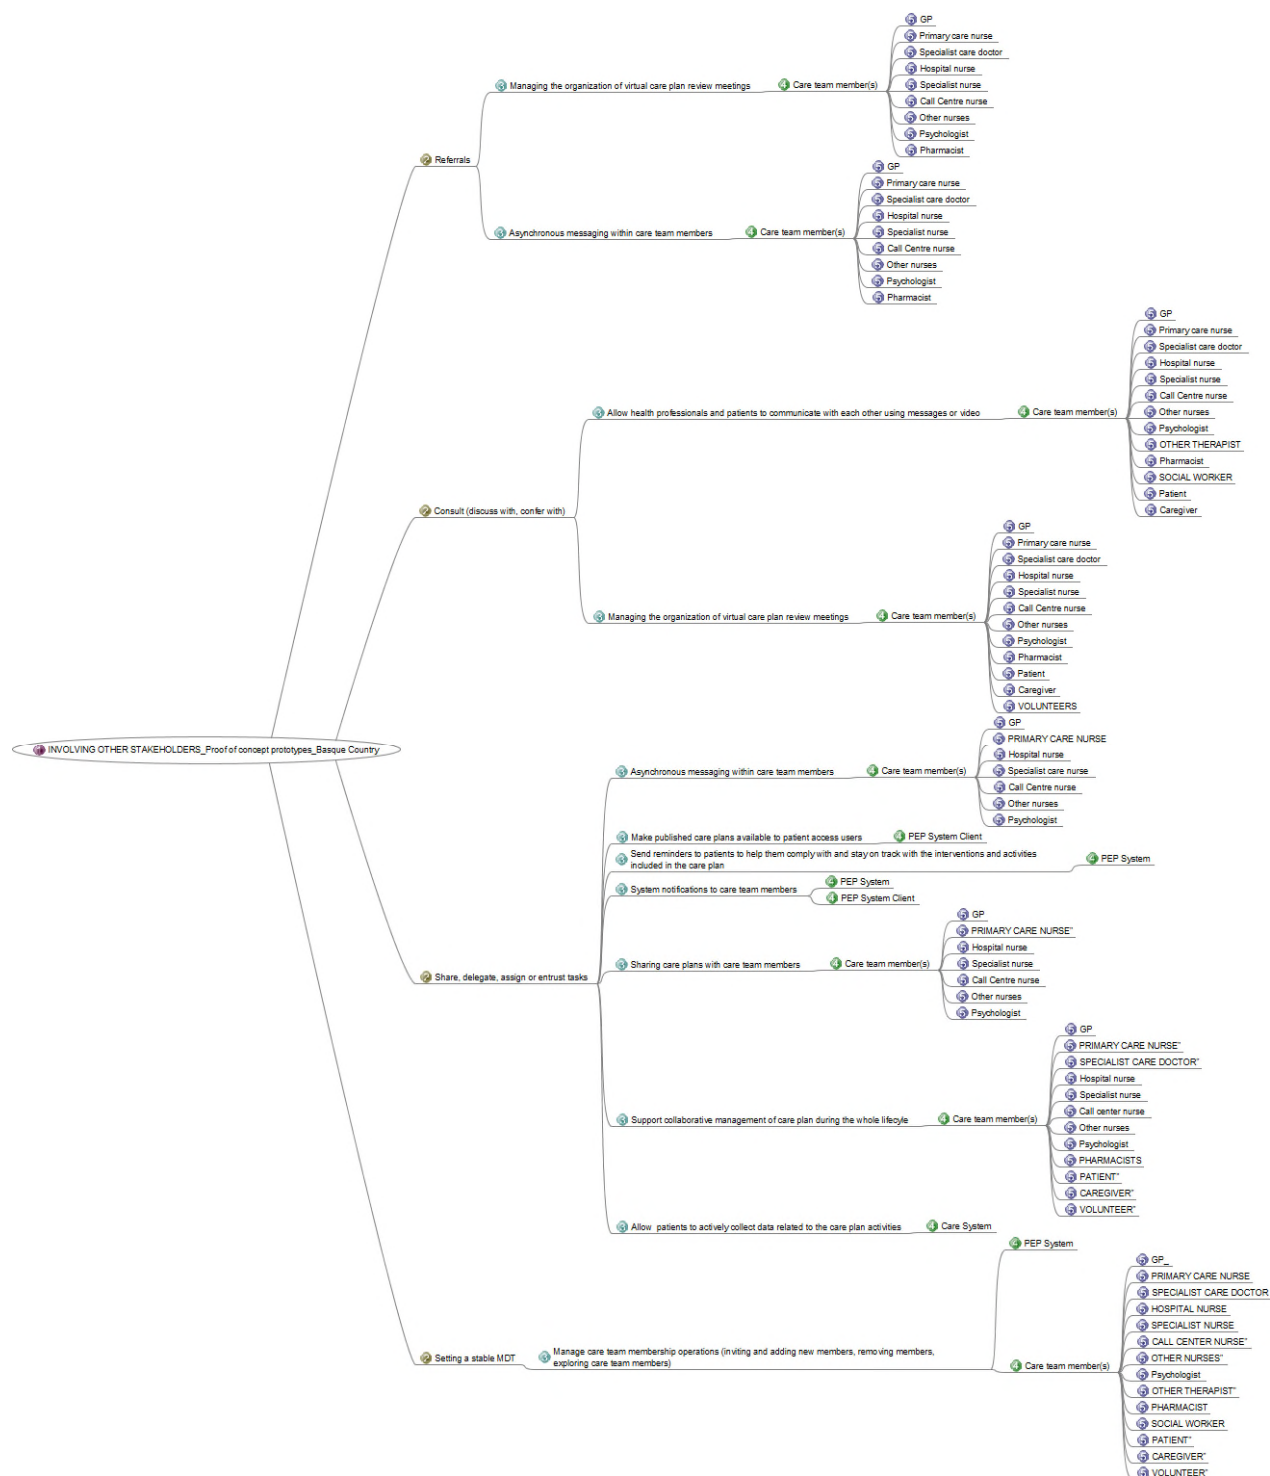 INVOLVING OTHER STAKEHOLDERS_Proof of concept prototypes_Basque Country
Referrals
Managing the organization of virtual care plan review meetings
Care team member(s)
GP
Primary care nurse
Specialist care doctor
Hospital nurse
Specialist nurse
Call Centre nurse
Other nurses
Psychologist
Pharmacist
Asynchronous messaging within care team members
Care team member(s)
GP
Primary care nurse
Specialist care doctor
Hospital nurse
Specialist nurse
Call Centre nurse
Other nurses
Psychologist
Pharmacist
Consult (discuss with, confer with)
Allow health professionals and patients to communicate with each other using messages or video
Care team member(s)
GP
Primary care nurse
Specialist care doctor
Hospital nurse
Specialist nurse
Call Centre nurse
Other nurses
Psychologist
OTHER THERAPIST
Pharmacist
SOCIAL WORKER
Patient
Caregiver
Managing the organization of virtual care plan review meetings
Care team member(s)
GP
Primary care nurse
Specialist care doctor
Hospital nurse
Specialist nurse
Call Centre nurse
Other nurses
Psychologist
Pharmacist
Patient
Caregiver
VOLUNTEERS
Share, delegate, assign or entrust tasks
Asynchronous messaging within care team members
Care team member(s)
GP
PRIMARY CARE NURSE
Hospital nurse
Specialist care nurse
Call Centre nurse
Other nurses
Psychologist
Make published care plans available to patient access users
PEP System Client
Send reminders to patients to help them comply with and stay on track with the interventions and activities
included in the care plan
PEP System
System notifications to care team members
PEP System
PEP System Client
Sharing care plans with care team members
Care team member(s)
GP
PRIMARY CARE NURSE"
Hospital nurse
Specialist nurse
Call Centre nurse
Other nurses
Psychologist
Support collaborative management of care plan during the whole lifecyle
Care team member(s)
GP
PRIMARY CARE NURSE"
SPECIALIST CARE DOCTOR"
Hospital nurse
Specialist nurse
Call center nurse
Other nurses
Psychologist
PHARMACISTS
PATIENT"
CAREGIVER"
VOLUNTEER"
Allow patients to actively collect data related to the care plan activities
Care System
Setting a stable MDT
Manage care team membership operations (inviting and adding new members, removing members,
exploring care team members)
PEP System
Care team member(s)
GP_
PRIMARY CARE NURSE
SPECIALIST CARE DOCTOR
HOSPITAL NURSE
SPECIALIST NURSE
CALL CENTER NURSE"
OTHER NURSES"
Psychologist
OTHER THERAPIST"
PHARMACIST
SOCIAL WORKER
PATIENT"
CAREGIVER"
VOLUNTEER"